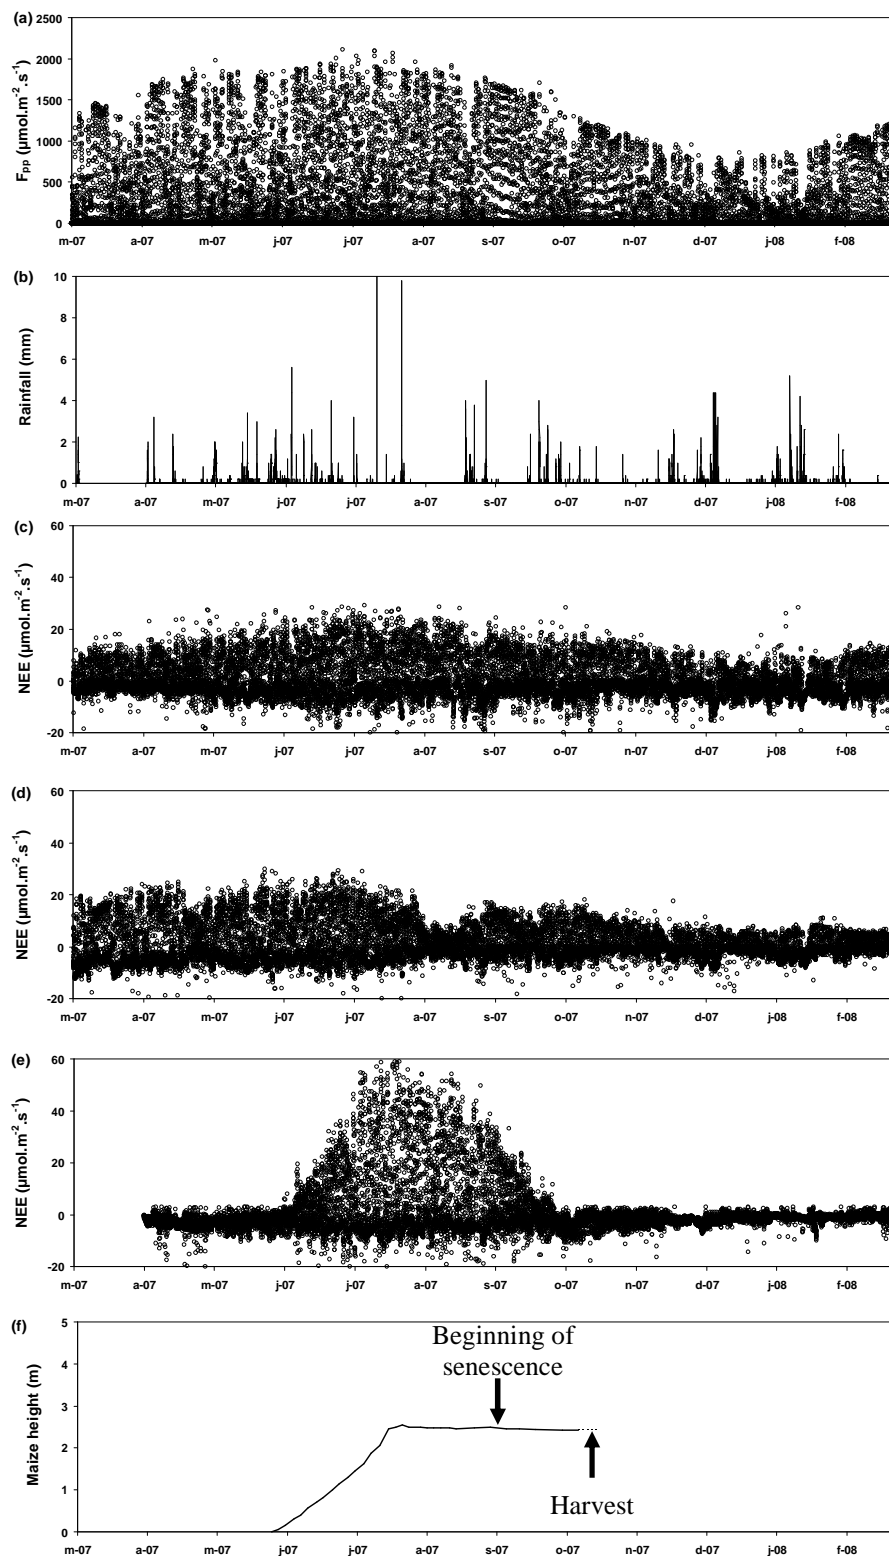 (a)
2500
2000
1500
1000
500
0
Fpp (µmol.m-2.s-1)
m-07 a-07 m-07 j-07 j-07 a-07 s-07 o-07 n-07 d-07 j-08 f-08
(b)
10
8
6
4
2
0
Rainfall (mm)
m-07 a-07 m-07 j-07 j-07 a-07 s-07 o-07 n-07 d-07 j-08 f-08
(c)
60
40
20
0
-20
NEE (µmol.m-2.s-1)
m-07 a-07 m-07 j-07 j-07 a-07 s-07 o-07 n-07 d-07 j-08 f-08
(d)
60
40
20
0
-20
NEE (µmol.m-2.s-1)
m-07 a-07 m-07 j-07 j-07 a-07 s-07 o-07 n-07 d-07 j-08 f-08
(e)
60
40
20
0
-20
NEE (µmol.m-2.s-1)
m-07 a-07 m-07 j-07 j-07 a-07 s-07 o-07 n-07 d-07 j-08 f-08
(f)
5
4
3
2
1
0
Maize height (m)
Beginning of
senescence
Harvest
m-07 a-07 m-07 j-07 j-07 a-07 s-07 o-07 n-07 d-07 j-08 f-08